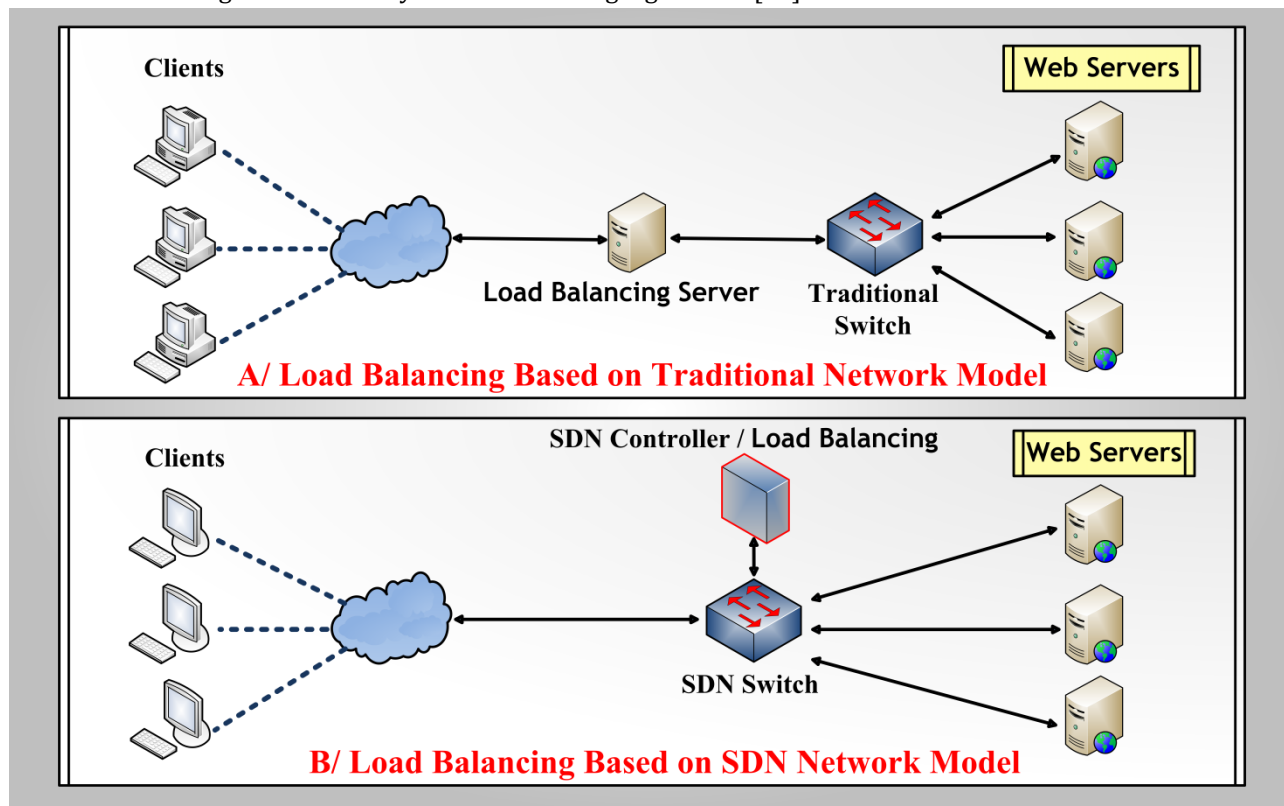 Clients
Web Servers
Load Balancing Server
Traditional
Switch
A/ Load Balancing Based on Traditional Network Model
SDN Controller / Load Balancing
Clients
Web Servers
SDN Switch
B/ Load Balancing Based on SDN Network Model